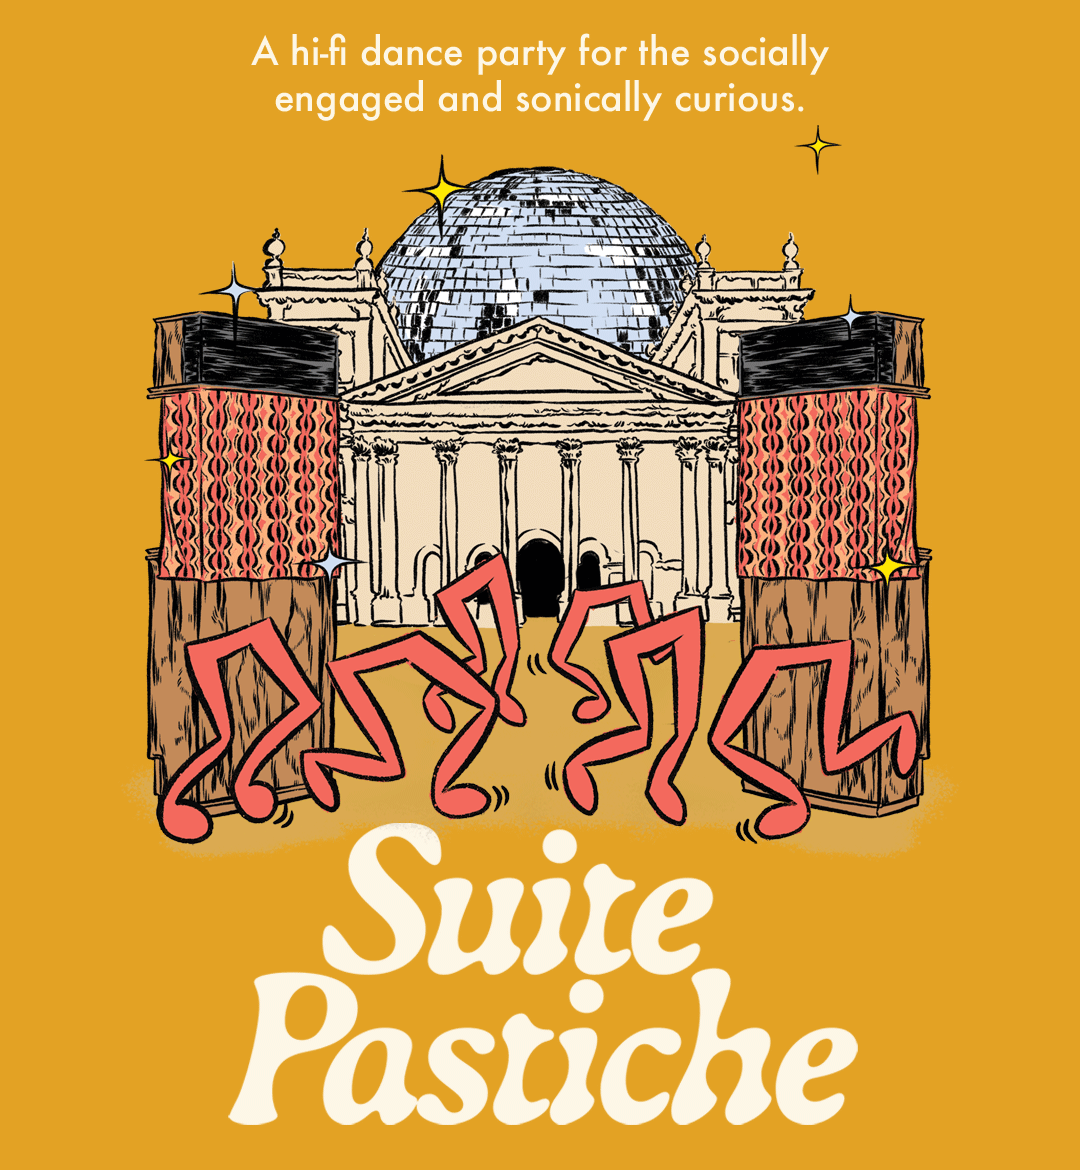 A hi-fi dance party for the socially
engaged and sonically curious.
Suite
Pastiche